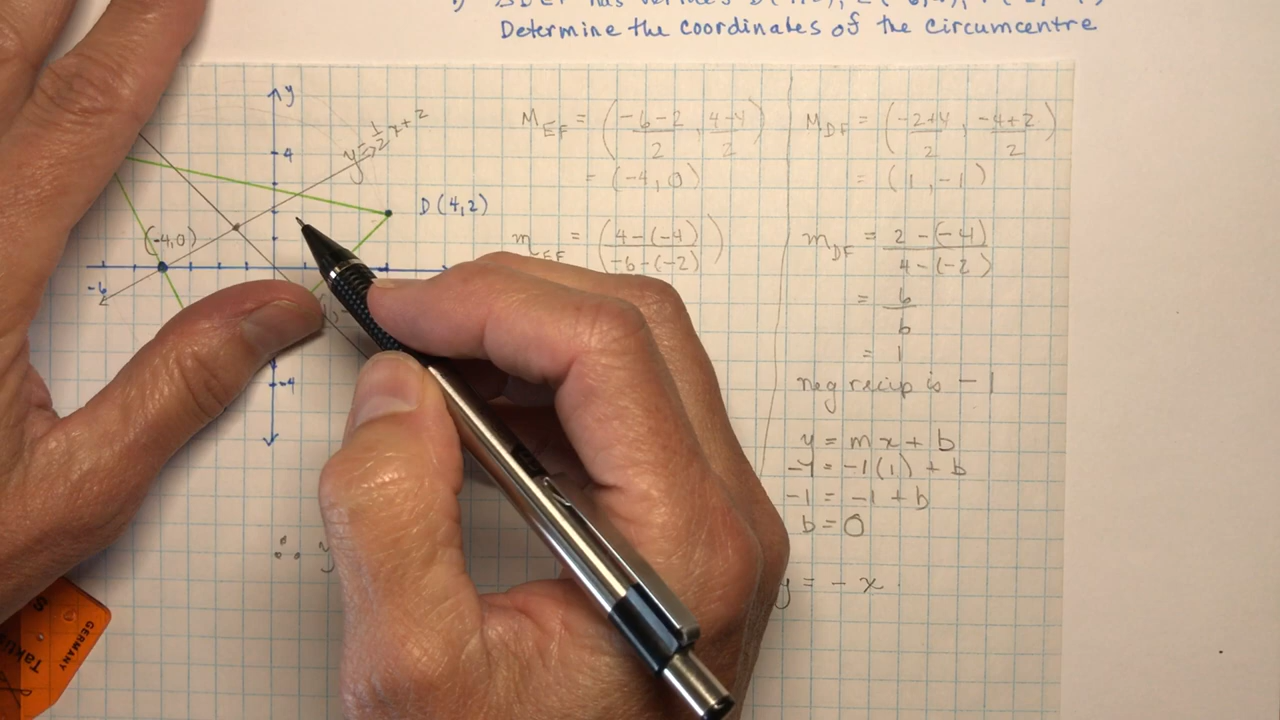 Determine the coordinates of the circumcentre
y
4
y = 1/2 x + 2
D(4,2)
(-4,0)
-6
-4
M_EF = ((-6-2)/2, (4-4)/2)
= (-4,0)
m_EF = ((4-(-4))/(-6-(-2)))
∴ y
M_DF = ((-2+4)/2, (-4+2)/2)
= (1,-1)
m_DF = (2-(-4))/(4-(-2))
= 6/6
= 1
neg recip is -1
y = mx + b
-1 = -1(1) + b
-1 = -1 + b
b = 0
y = -x
GERMANY